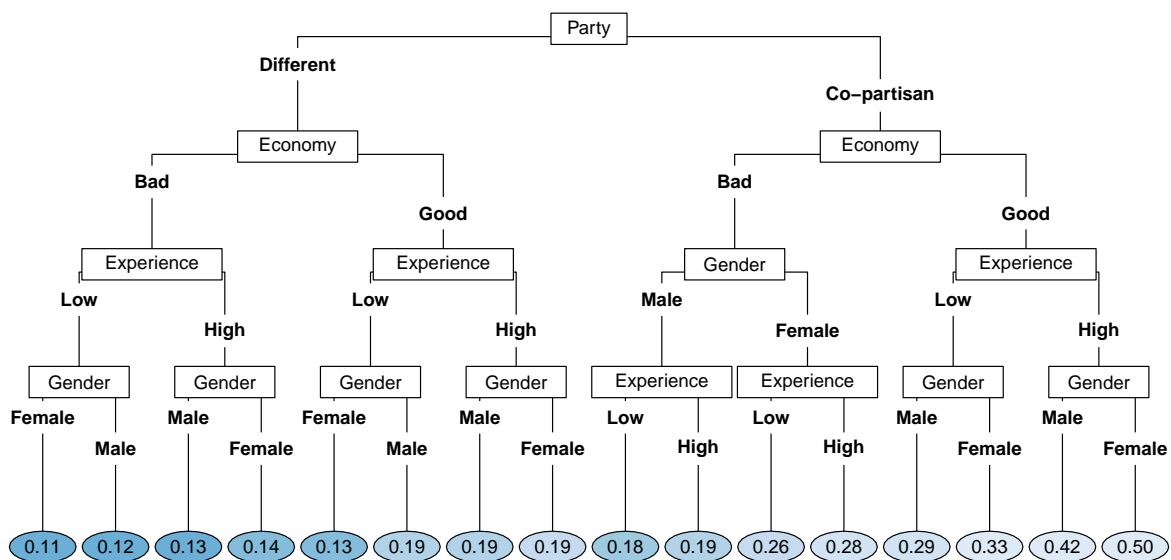 Party
Different
Co−partisan
Economy
Economy
Bad
Good
Bad
Good
Experience
Experience
Gender
Experience
Low
High
Low
High
Male
Female
Low
High
Gender
Gender
Gender
Gender
Experience
Experience
Gender
Gender
Female
Male
Male
Female
Female
Male
Male
Female
Low
High
Low
High
Male
Female
Male
Female
0.11
0.12
0.13
0.14
0.13
0.19
0.19
0.19
0.18
0.19
0.26
0.28
0.29
0.33
0.42
0.50